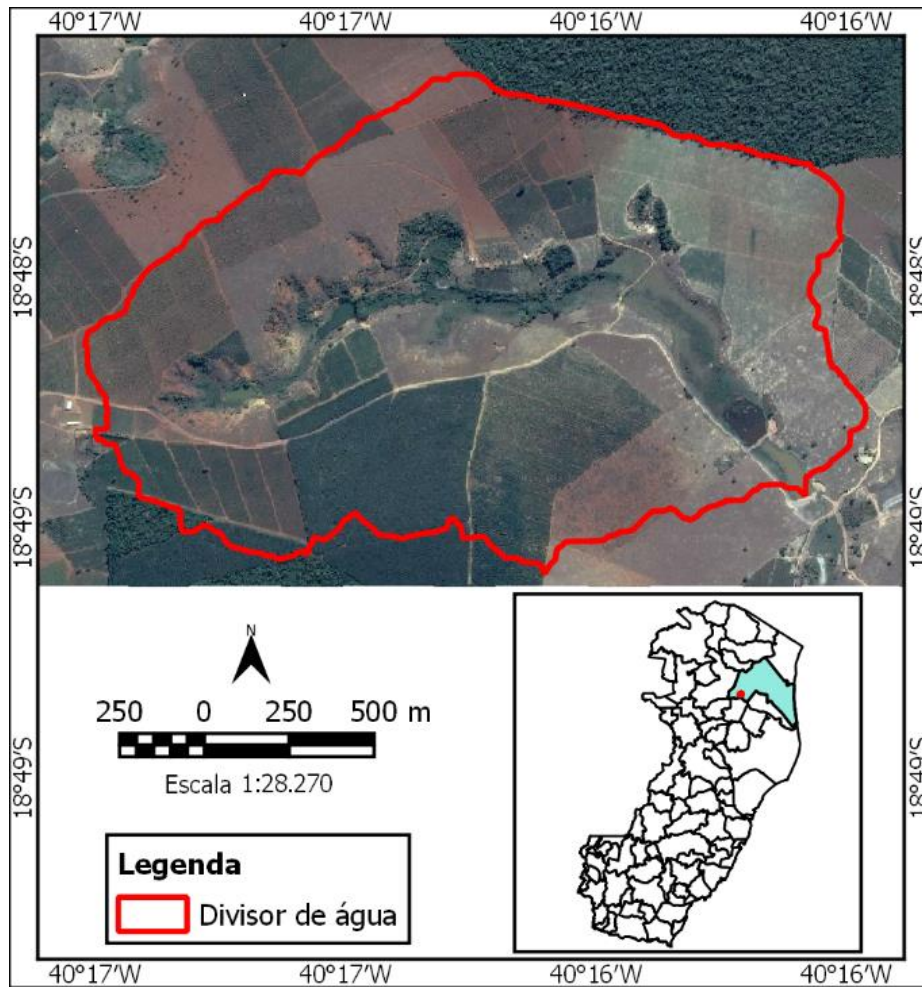 40°17′W 40°17′W 40°16′W 40°16′W
18°48′S 18°48′S
18°49′S 18°49′S
N
250 0 250 500 m
Escala 1:28.270
18°49′S 18°49′S
Legenda
Divisor de água
40°17′W 40°17′W 40°16′W 40°16′W